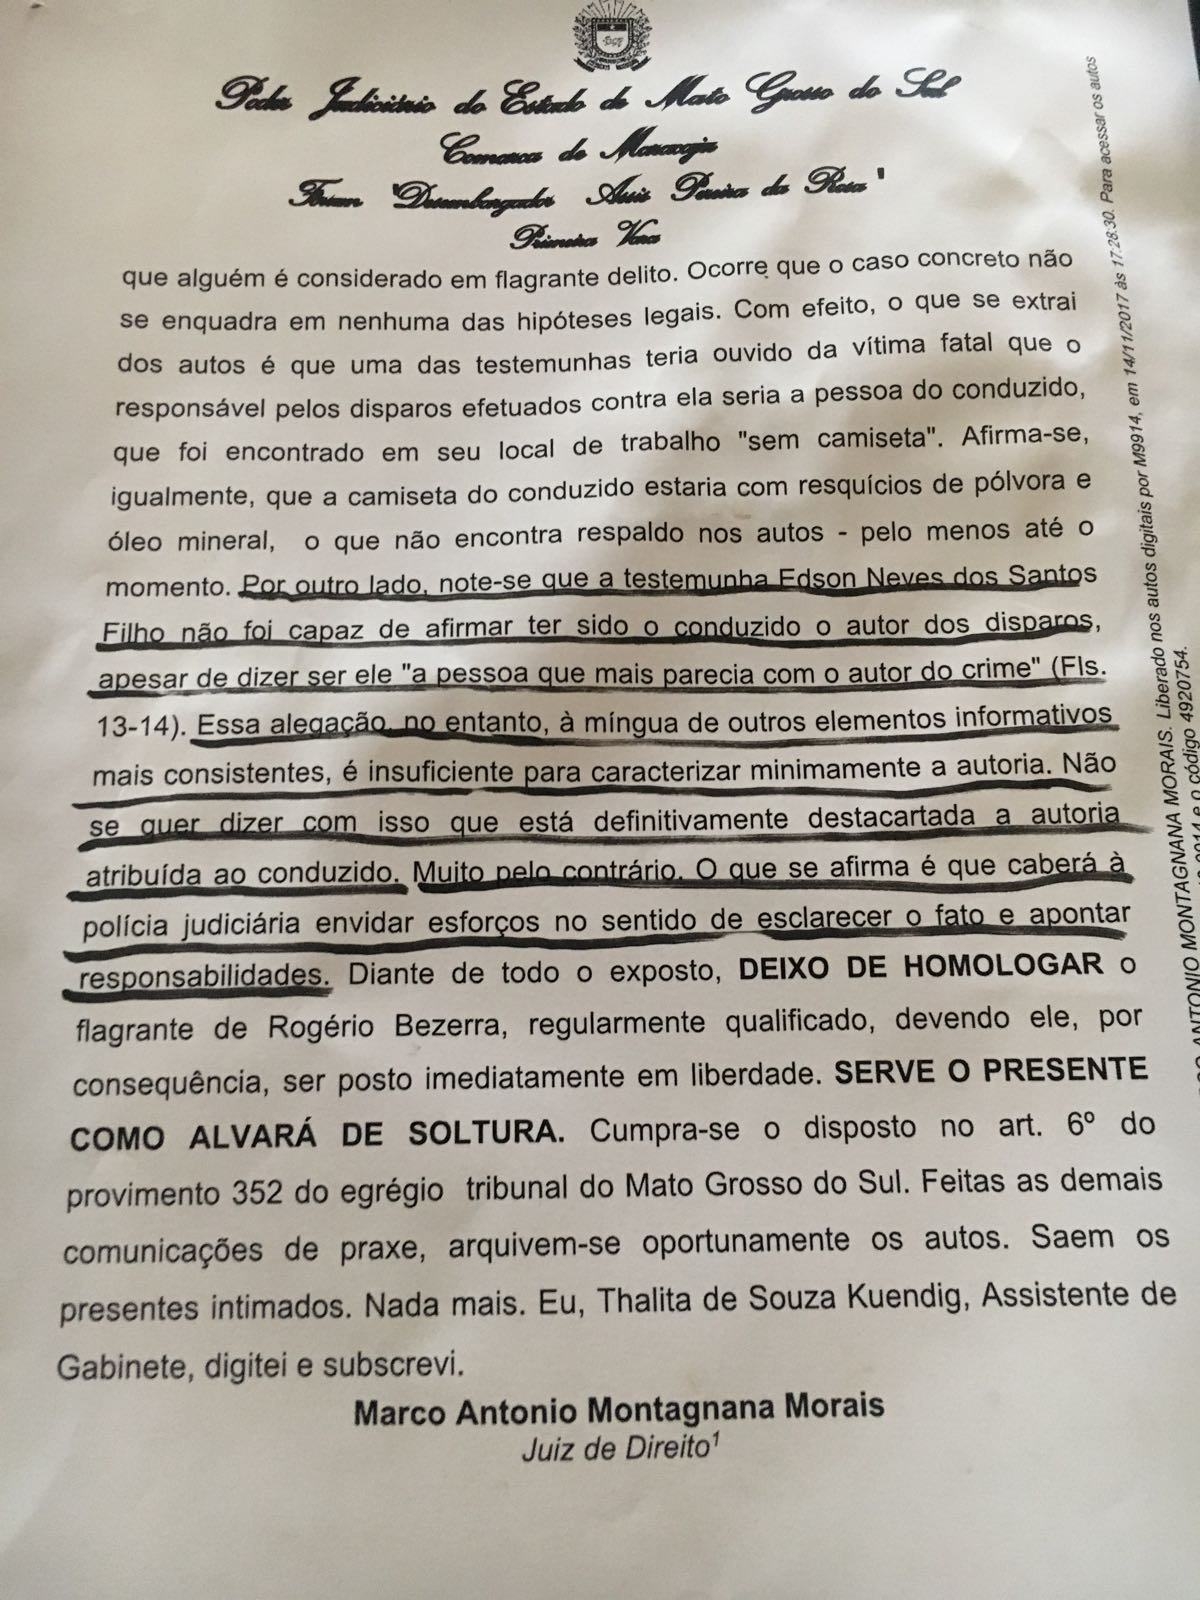 Poder Judiciário do Estado de Mato Grosso do Sul
Comarca de Maracaju
Fórum "Desembargador Assis Pereira da Rosa"
Primeira Vara
que alguém é considerado em flagrante delito. Ocorre que o caso concreto não
se enquadra em nenhuma das hipóteses legais. Com efeito, o que se extrai
dos autos é que uma das testemunhas teria ouvido da vítima fatal que o
responsável pelos disparos efetuados contra ela seria a pessoa do conduzido,
que foi encontrado em seu local de trabalho "sem camiseta". Afirma-se,
igualmente, que a camiseta do conduzido estaria com resquícios de pólvora e
óleo mineral, o que não encontra respaldo nos autos - pelo menos até o
momento. Por outro lado, note-se que a testemunha Edson Neves dos Santos
Filho não foi capaz de afirmar ter sido o conduzido o autor dos disparos,
apesar de dizer ser ele "a pessoa que mais parecia com o autor do crime" (Fls.
13-14). Essa alegação, no entanto, à míngua de outros elementos informativos
mais consistentes, é insuficiente para caracterizar minimamente a autoria. Não
se quer dizer com isso que está definitivamente destacartada a autoria
atribuída ao conduzido. Muito pelo contrário. O que se afirma é que caberá à
polícia judiciária envidar esforços no sentido de esclarecer o fato e apontar
responsabilidades. Diante de todo o exposto, DEIXO DE HOMOLOGAR o
flagrante de Rogério Bezerra, regularmente qualificado, devendo ele, por
consequência, ser posto imediatamente em liberdade. SERVE O PRESENTE
COMO ALVARÁ DE SOLTURA. Cumpra-se o disposto no art. 6º do
provimento 352 do egrégio tribunal do Mato Grosso do Sul. Feitas as demais
comunicações de praxe, arquivem-se oportunamente os autos. Saem os
presentes intimados. Nada mais. Eu, Thalita de Souza Kuendig, Assistente de
Gabinete, digitei e subscrevi.
Marco Antonio Montagnana Morais
Juiz de Direito¹
ANTONIO MONTAGNANA MORAIS. Liberado nos autos digitais por M9914, em 14/11/2017 às 17:28:30. Para acessar os autos
e o código 4920754.